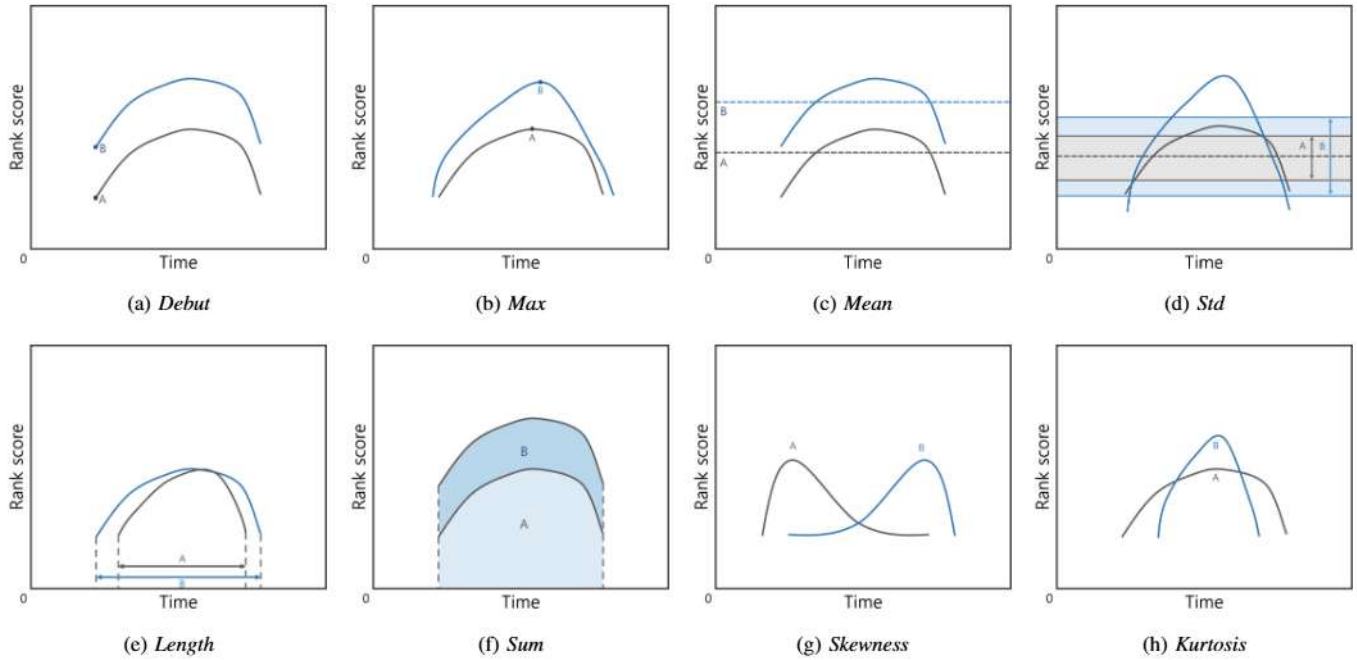 Rank score
B
A
0
Time
(a) Debut
Rank score
B
A
0
Time
(b) Max
Rank score
B
A
0
Time
(c) Mean
Rank score
A B
0
Time
(d) Std
Rank score
A
B
0
Time
(e) Length
Rank score
B
A
0
Time
(f) Sum
Rank score
A B
0
Time
(g) Skewness
Rank score
B
A
0
Time
(h) Kurtosis